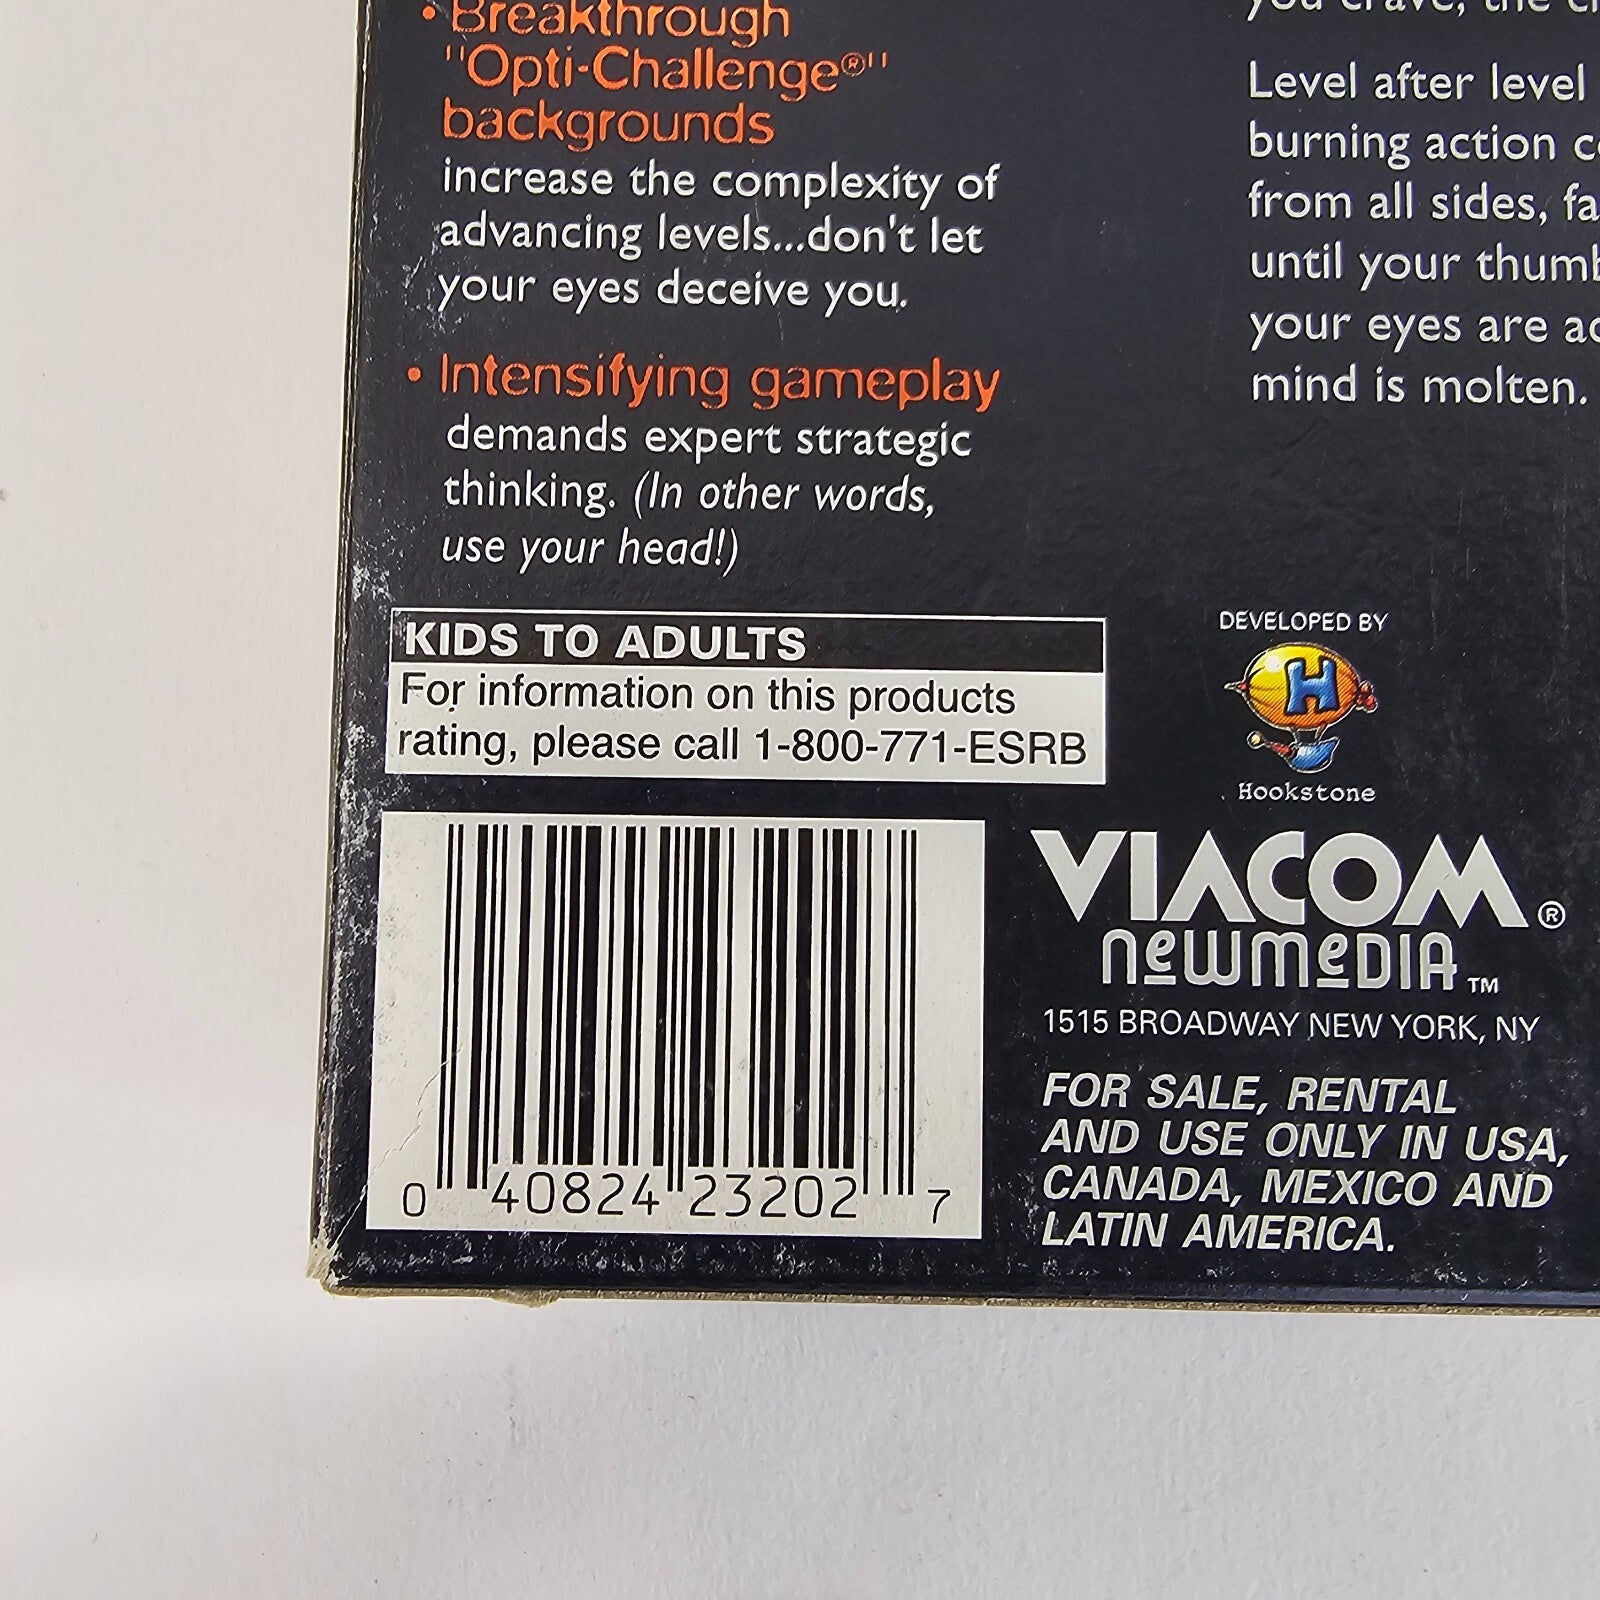 • Breakthrough
"Opti-Challenge®"
backgrounds
increase the complexity of
advancing levels...don't let
your eyes deceive you.
• Intensifying gameplay
demands expert strategic
thinking. (In other words,
use your head!)
you crave, the
Level after level
burning action
from all sides,
until your
your eyes are
mind is molten.
KIDS TO ADULTS
For information on this products
rating, please call 1-800-771-ESRB
DEVELOPED BY
H
Hookstone
0 40824 23202 7
VIACOM®
newmedia™
1515 BROADWAY NEW YORK, NY
FOR SALE, RENTAL
AND USE ONLY IN USA,
CANADA, MEXICO AND
LATIN AMERICA.